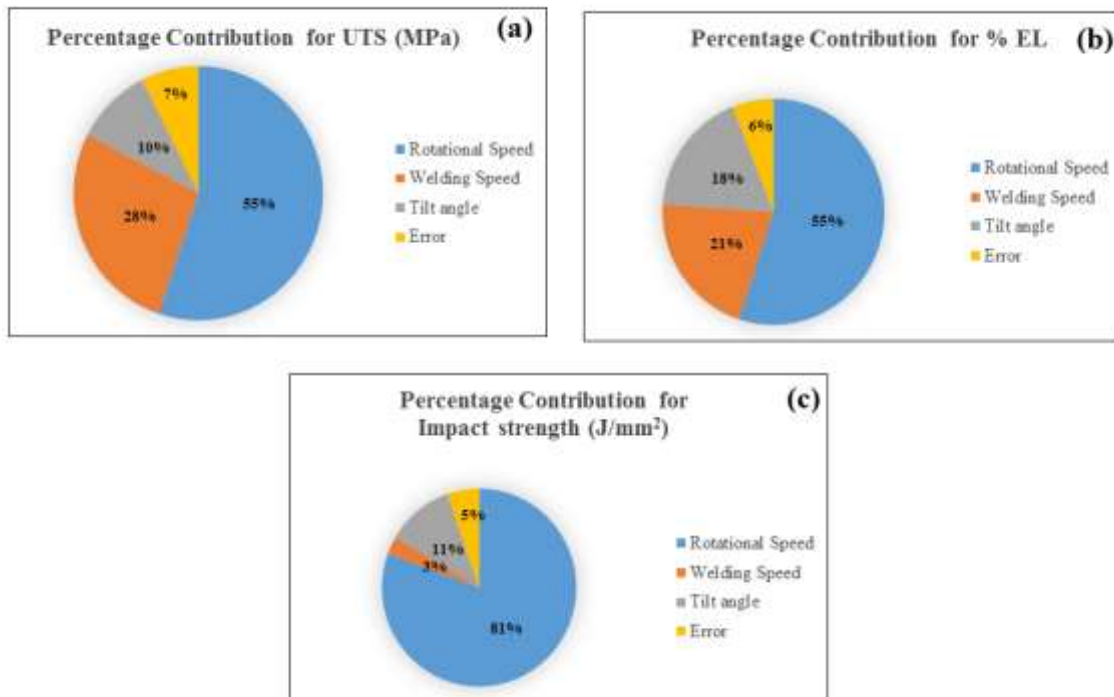 Percentage Contribution for UTS (MPa)
(a)
7%
10%
28%
55%
Rotational Speed
Welding Speed
Tilt angle
Error
Percentage Contribution for % EL
(b)
6%
18%
21%
55%
Rotational Speed
Welding Speed
Tilt angle
Error
Percentage Contribution for
Impact strength (J/mm²)
(c)
5%
11%
3%
81%
Rotational Speed
Welding Speed
Tilt angle
Error